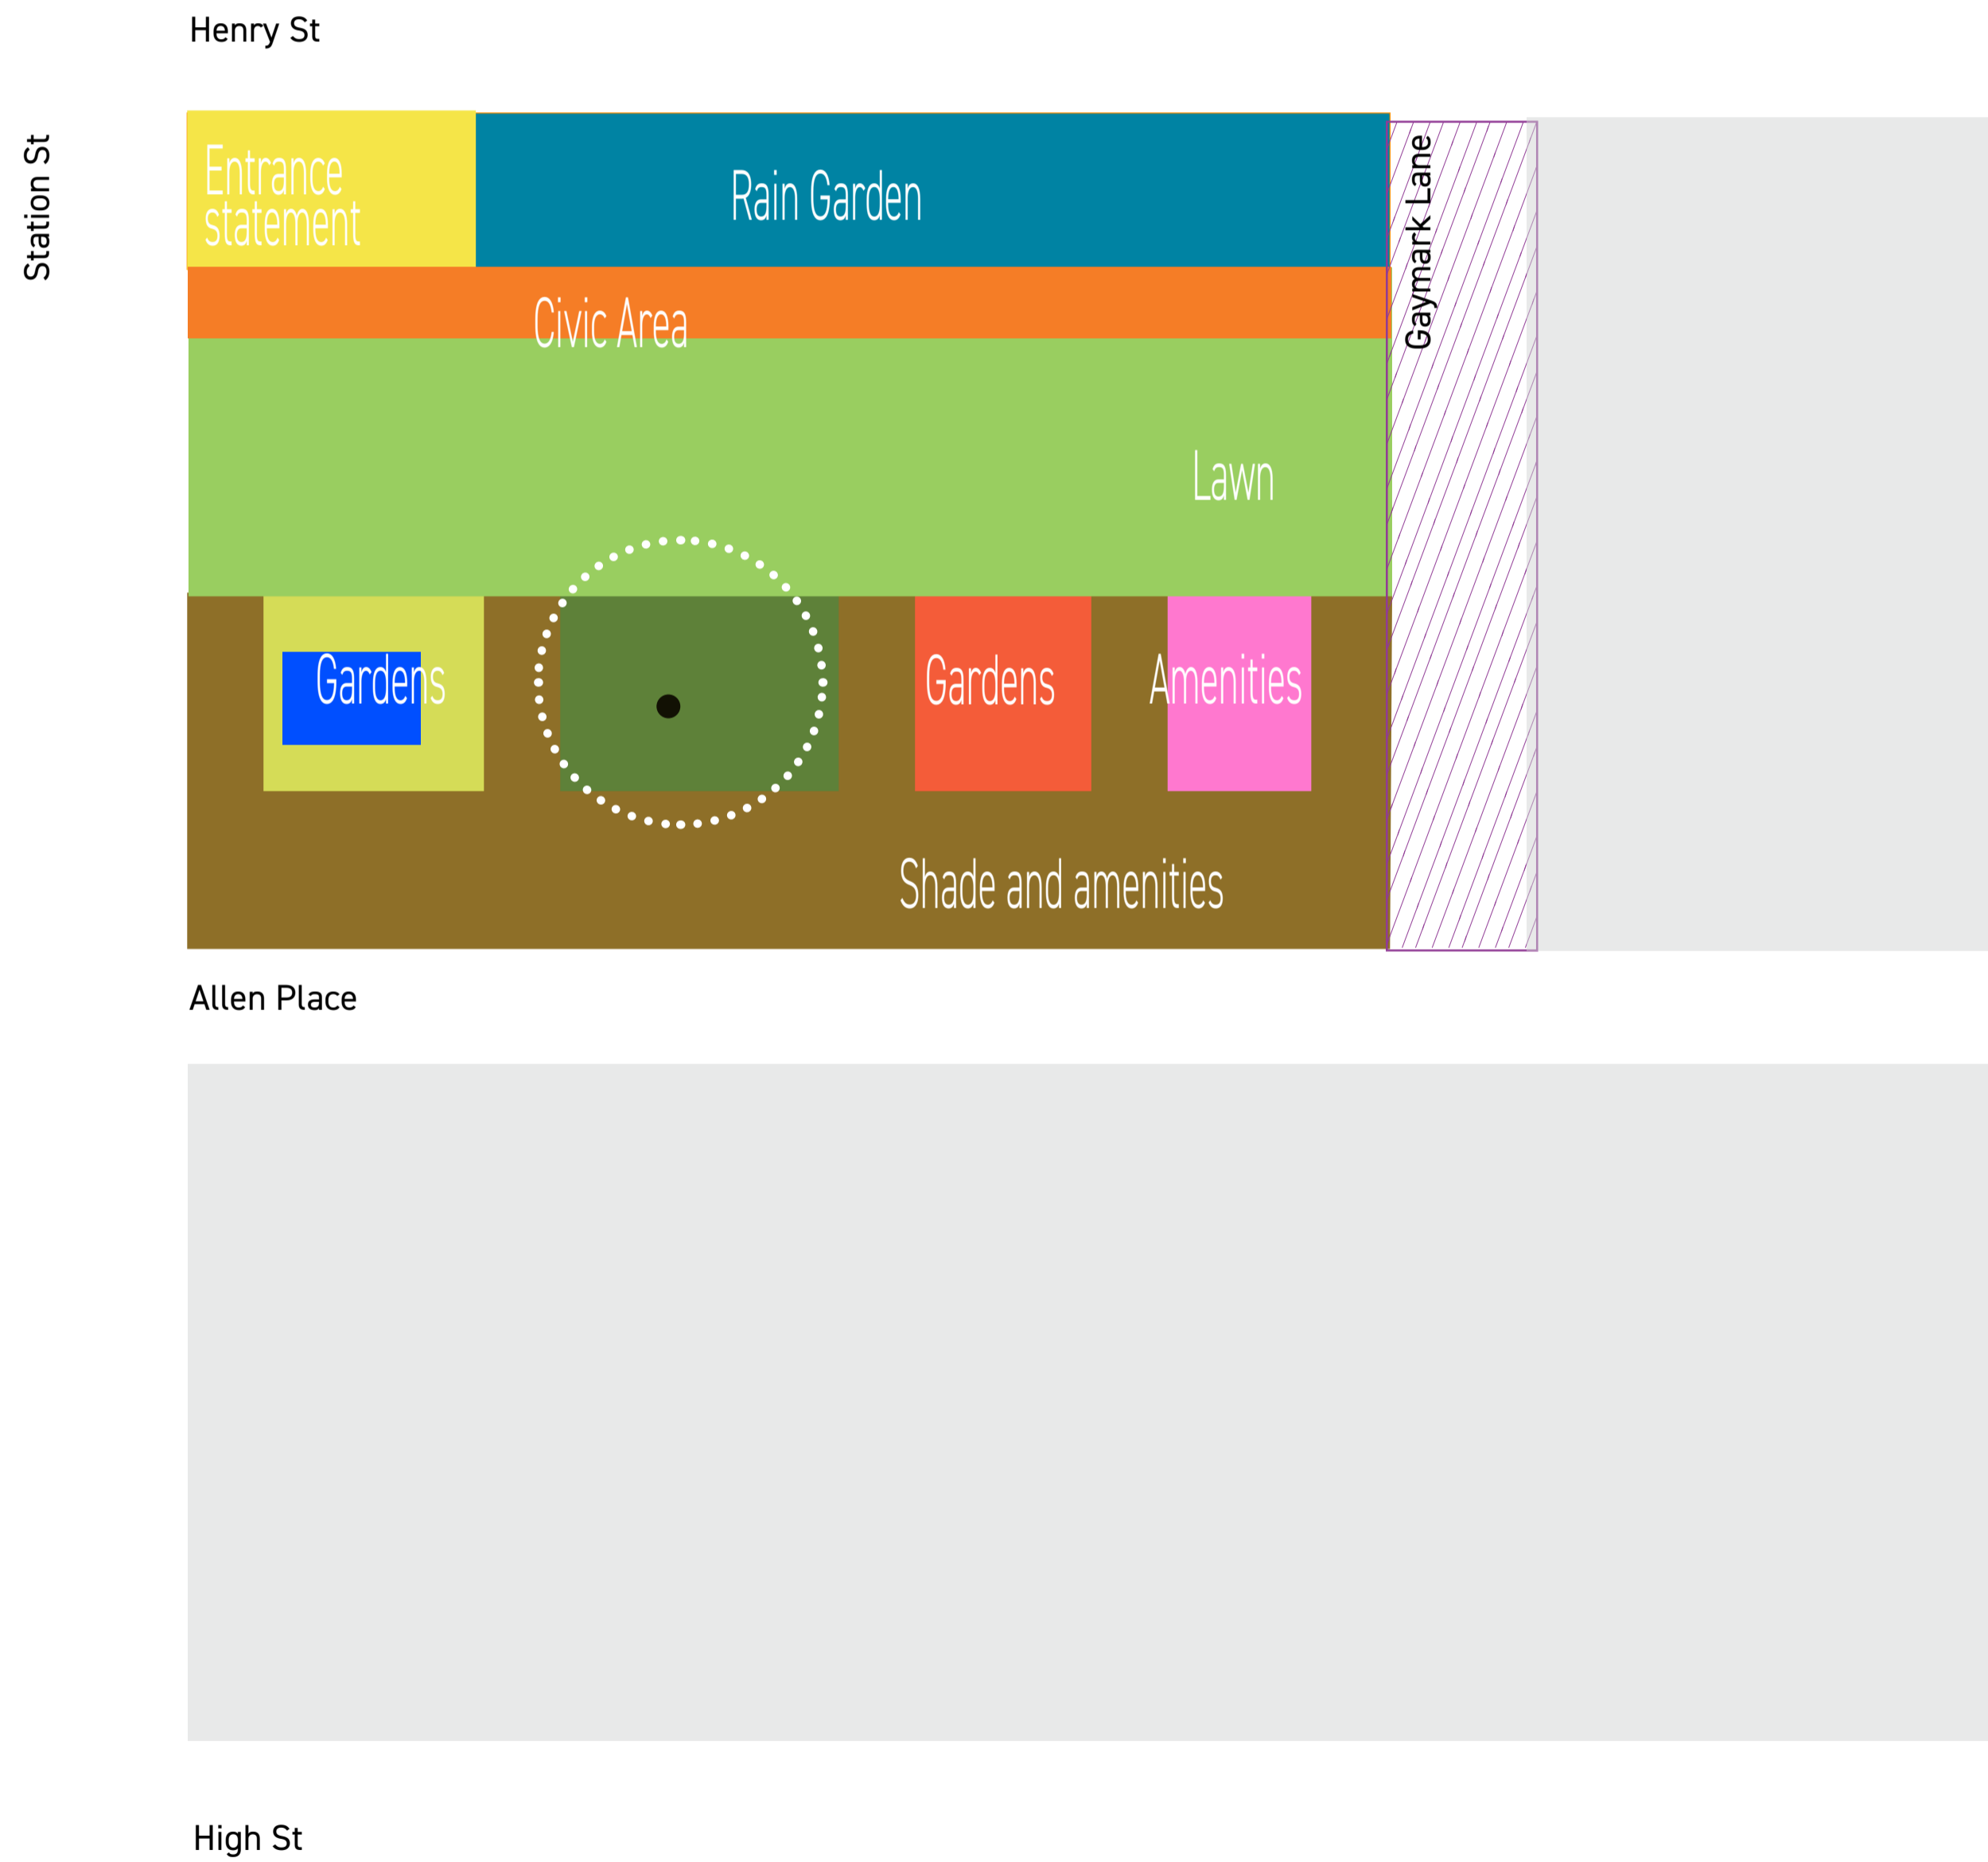 Henry St
Station St
Entrance
statement
Rain Garden
Gaymark Lane
Civic Area
Lawn
Gardens
Gardens
Amenities
Shade and amenities
Allen Place
High St